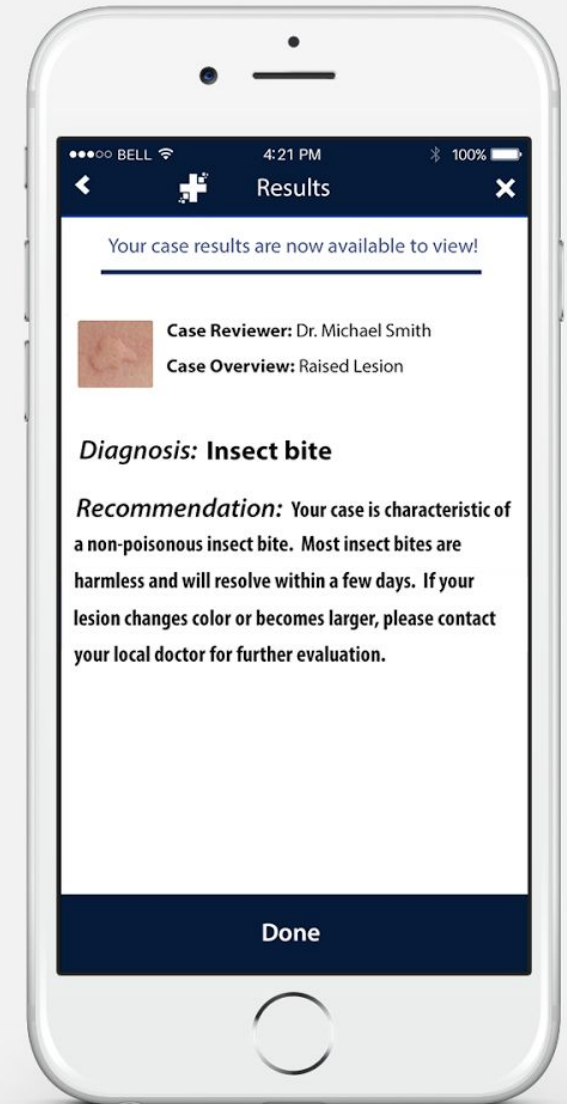 BELL 4:21 PM 100%
Results
Your case results are now available to view!
Case Reviewer: Dr. Michael Smith
Case Overview: Raised Lesion
Diagnosis: Insect bite
Recommendation: Your case is characteristic of
a non-poisonous insect bite. Most insect bites are
harmless and will resolve within a few days. If your
lesion changes color or becomes larger, please contact
your local doctor for further evaluation.
Done